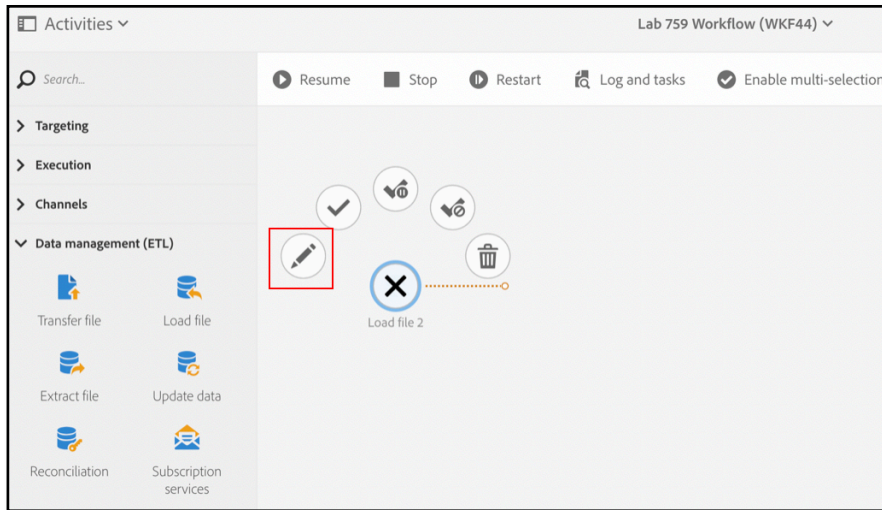 Activities
Lab 759 Workflow (WKF44)
Search...
Resume
Stop
Restart
Log and tasks
Enable multi-selection
Targeting
Execution
Channels
Data management (ETL)
Transfer file
Load file
Extract file
Update data
Reconciliation
Subscription
services
Load file 2